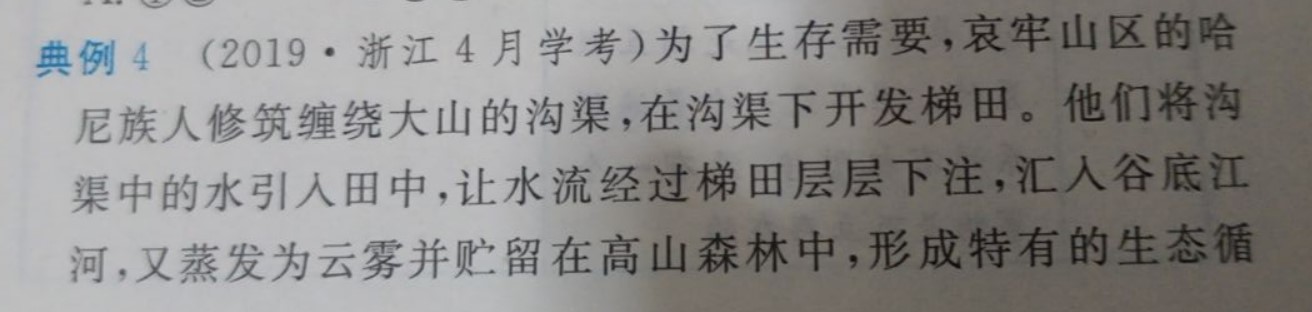 典例4 (2019·浙江4月学考)为了生存需要,哀牢山区的哈
尼族人修筑缠绕大山的沟渠,在沟渠下开发梯田。他们将沟
渠中的水引入田中,让水流经过梯田层层下注,汇入谷底江
河,又蒸发为云雾并贮留在高山森林中,形成特有的生态循